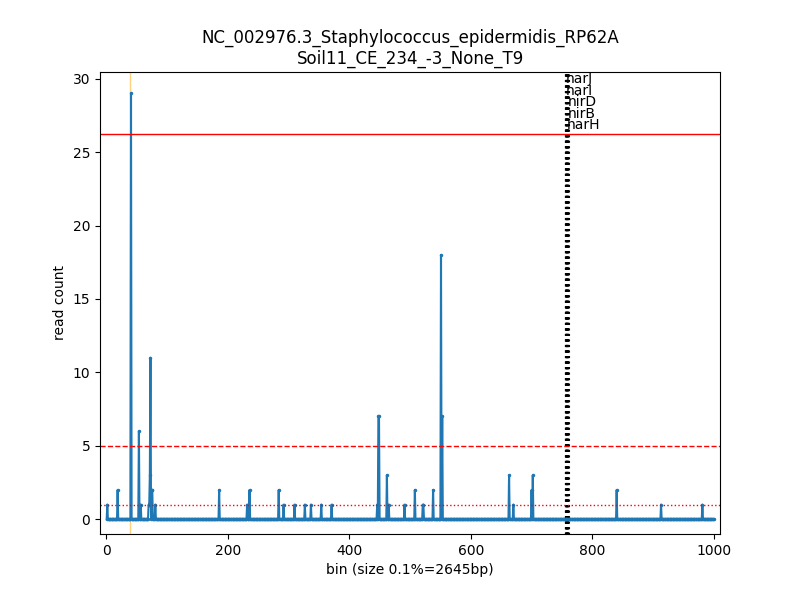 NC_002976.3_Staphylococcus_epidermidis_RP62A
Soil11_CE_234_-3_None_T9
30
25
20
15
10
5
0
read count
narJ
narI
nirD
nirB
narH
0
200
400
600
800
1000
bin (size 0.1%=2645bp)